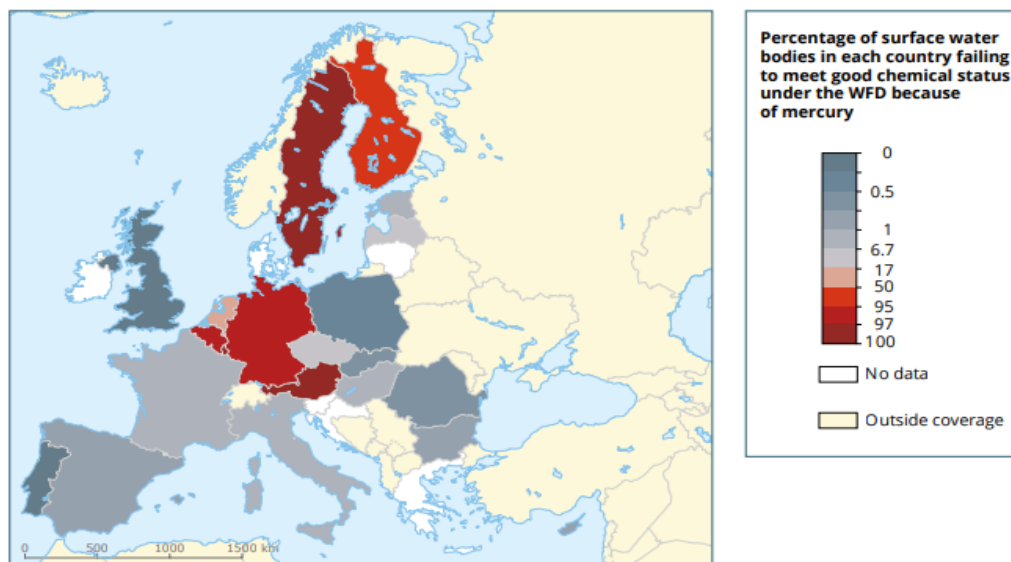 Percentage of surface water
bodies in each country failing
to meet good chemical status
under the WFD because
of mercury
0
0.5
1
6.7
17
50
95
97
100
No data
Outside coverage
0 500 1000 1500 km